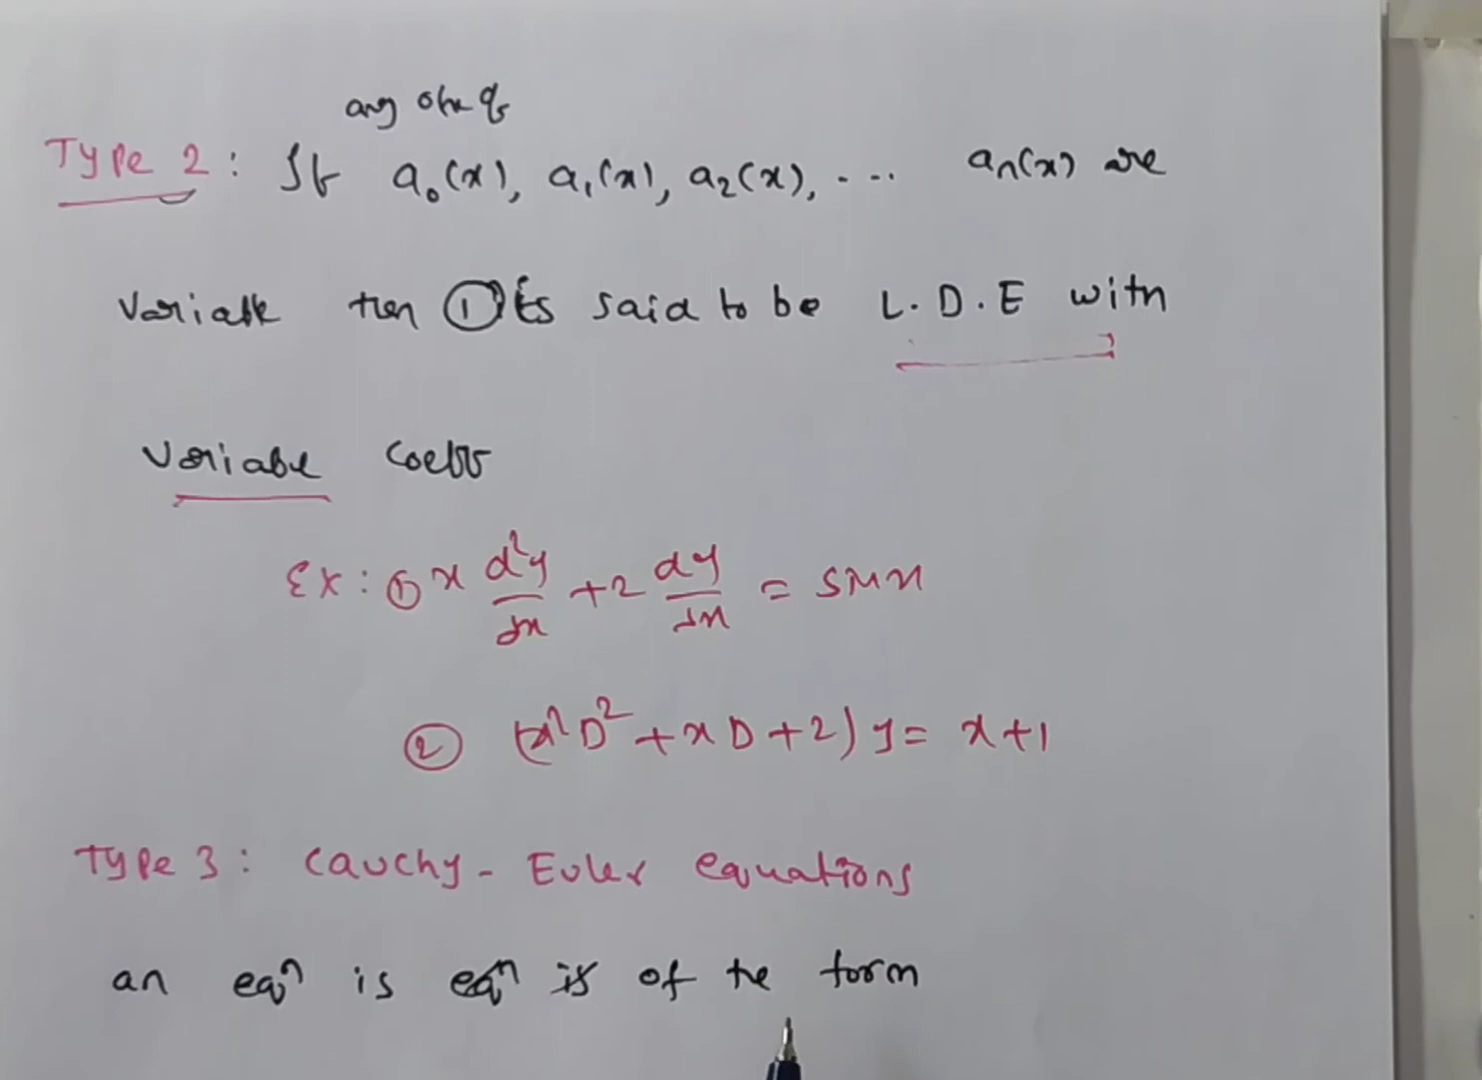 any one of
Type 2: If a₀(x), a₁(x), a₂(x), - -.. aₙ(x) are
Variable then ① is said to be L.D.E with
Variable coeff
Ex: ① x d²y/dx + 2 dy/dx = sinx
② (x²D² + xD + 2) y = x+1
Type 3: Cauchy - Euler equations
an eqⁿ is eqⁿ is of the form